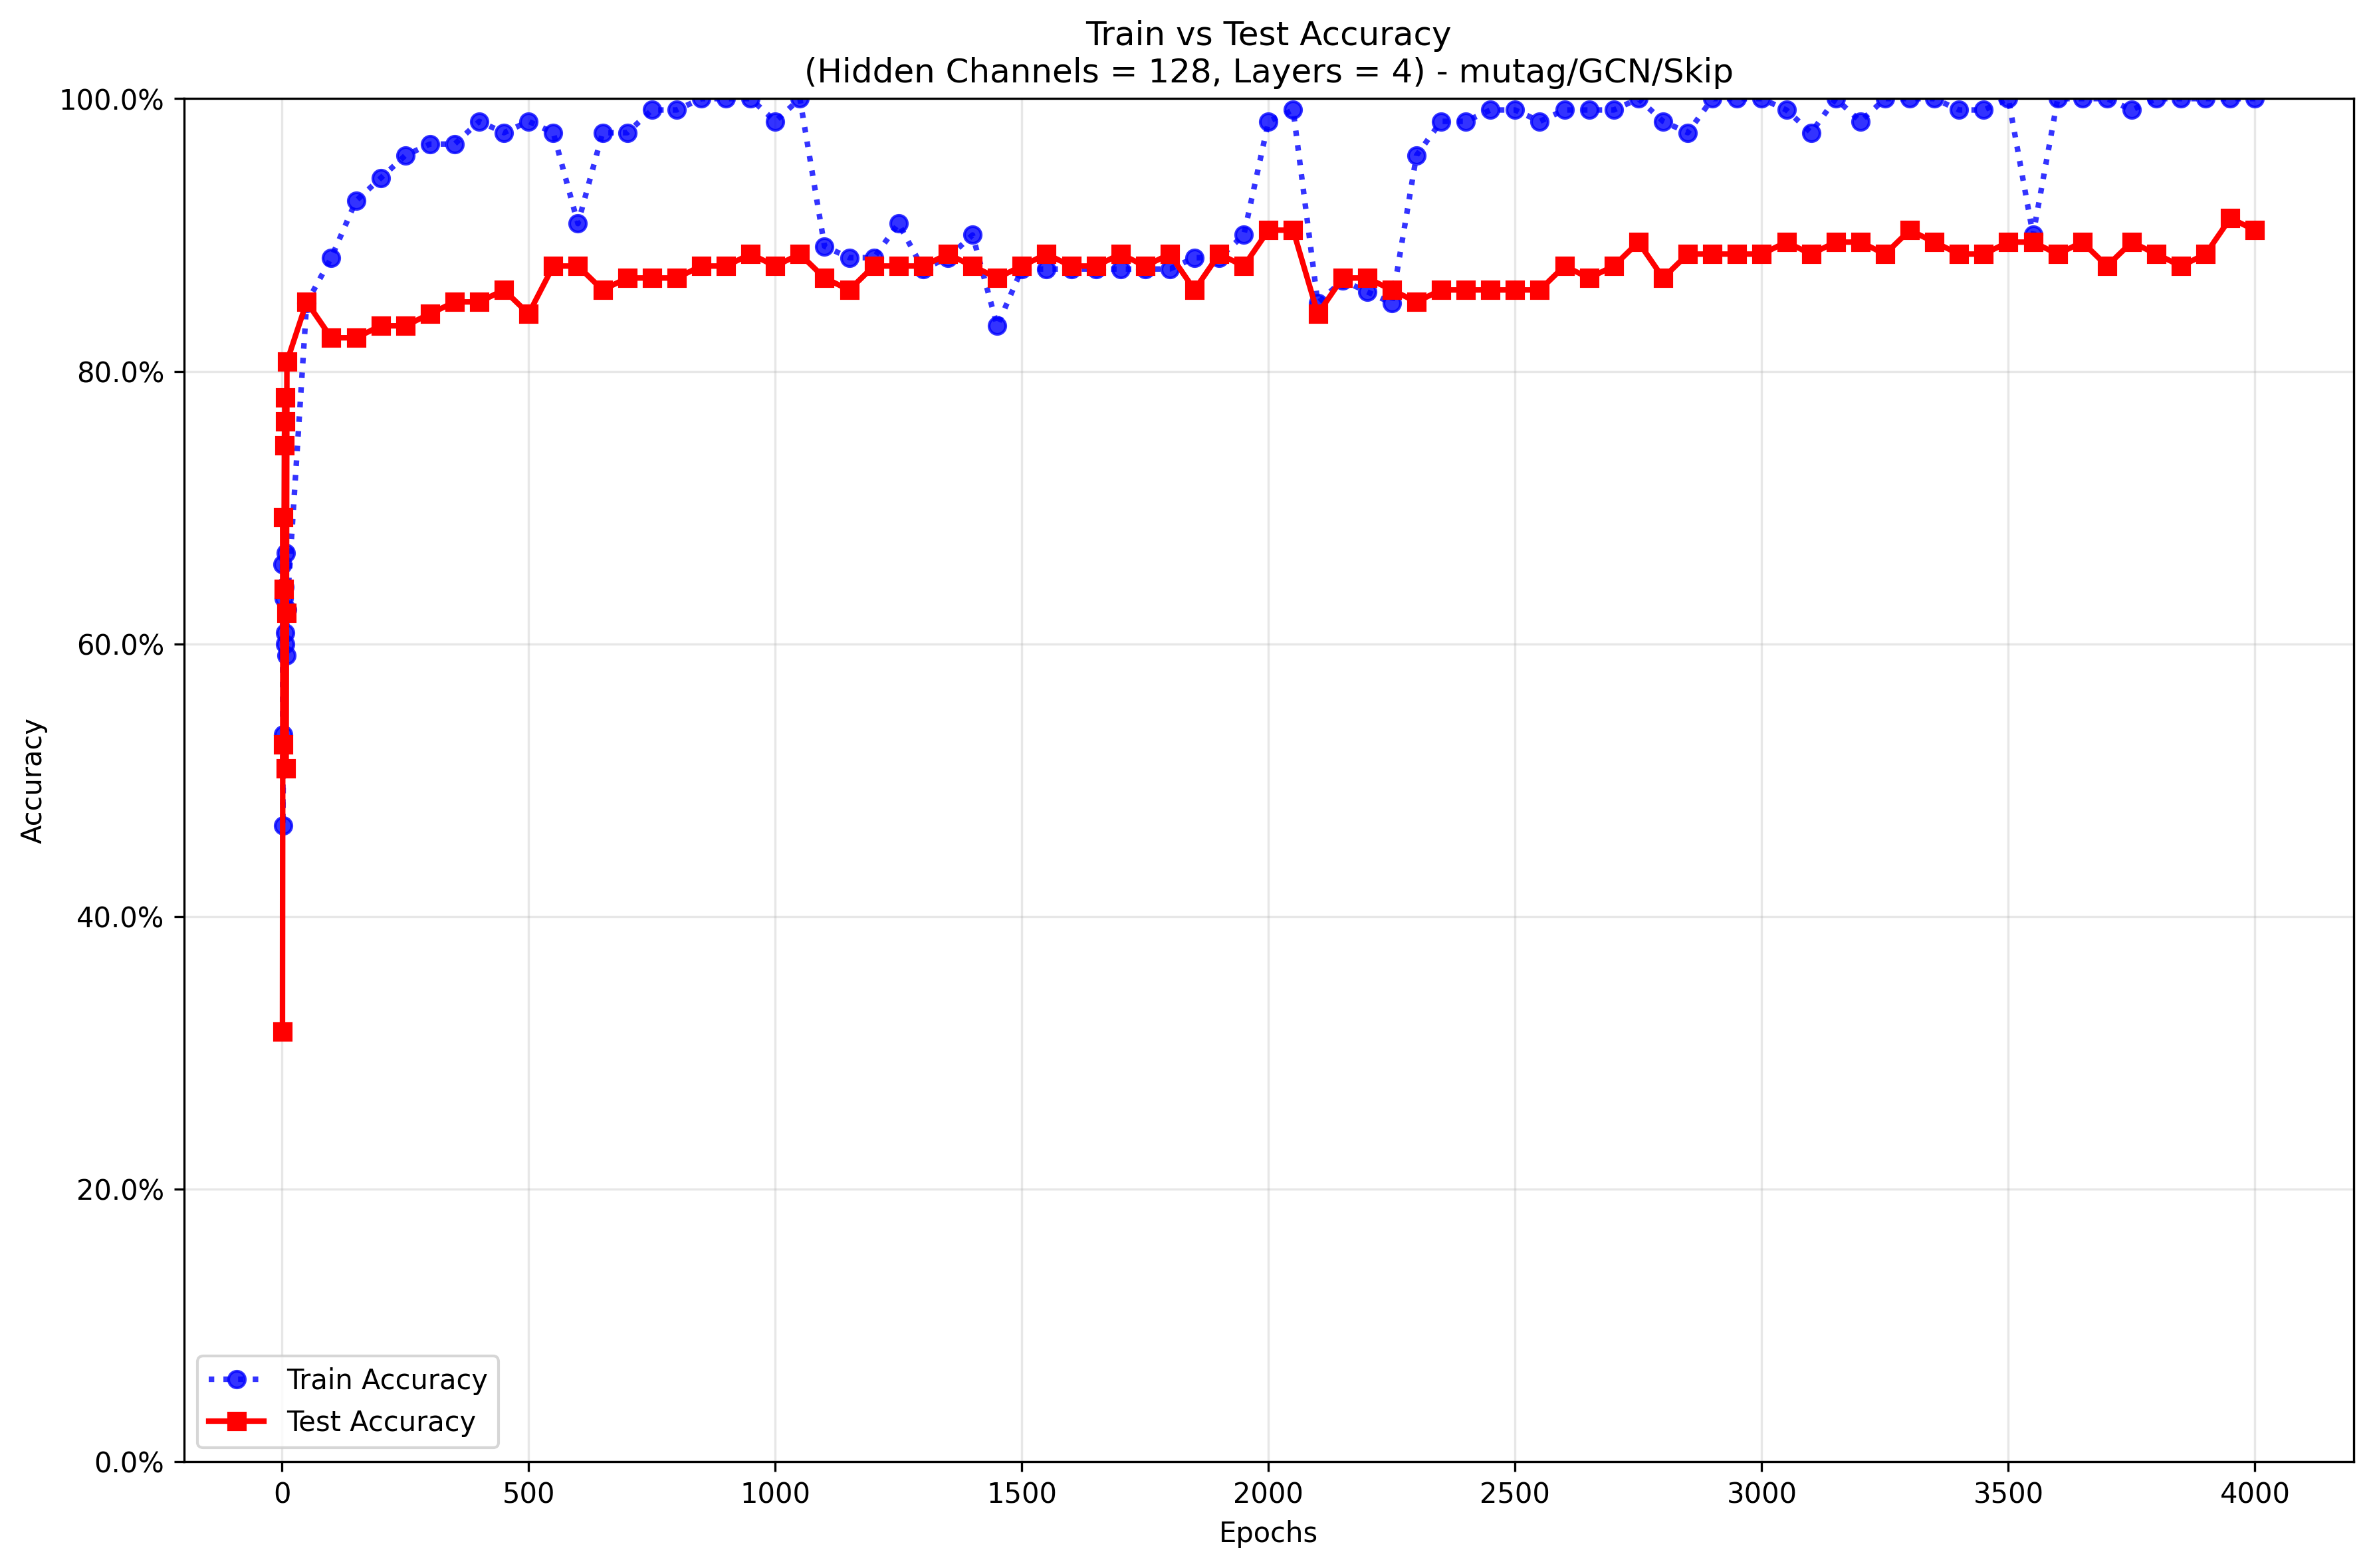 Train vs Test Accuracy
(Hidden Channels = 128, Layers = 4) - mutag/GCN/Skip
100.0%
80.0%
60.0%
40.0%
20.0%
0.0%
Accuracy
Train Accuracy
Test Accuracy
0 500 1000 1500 2000 2500 3000 3500 4000
Epochs